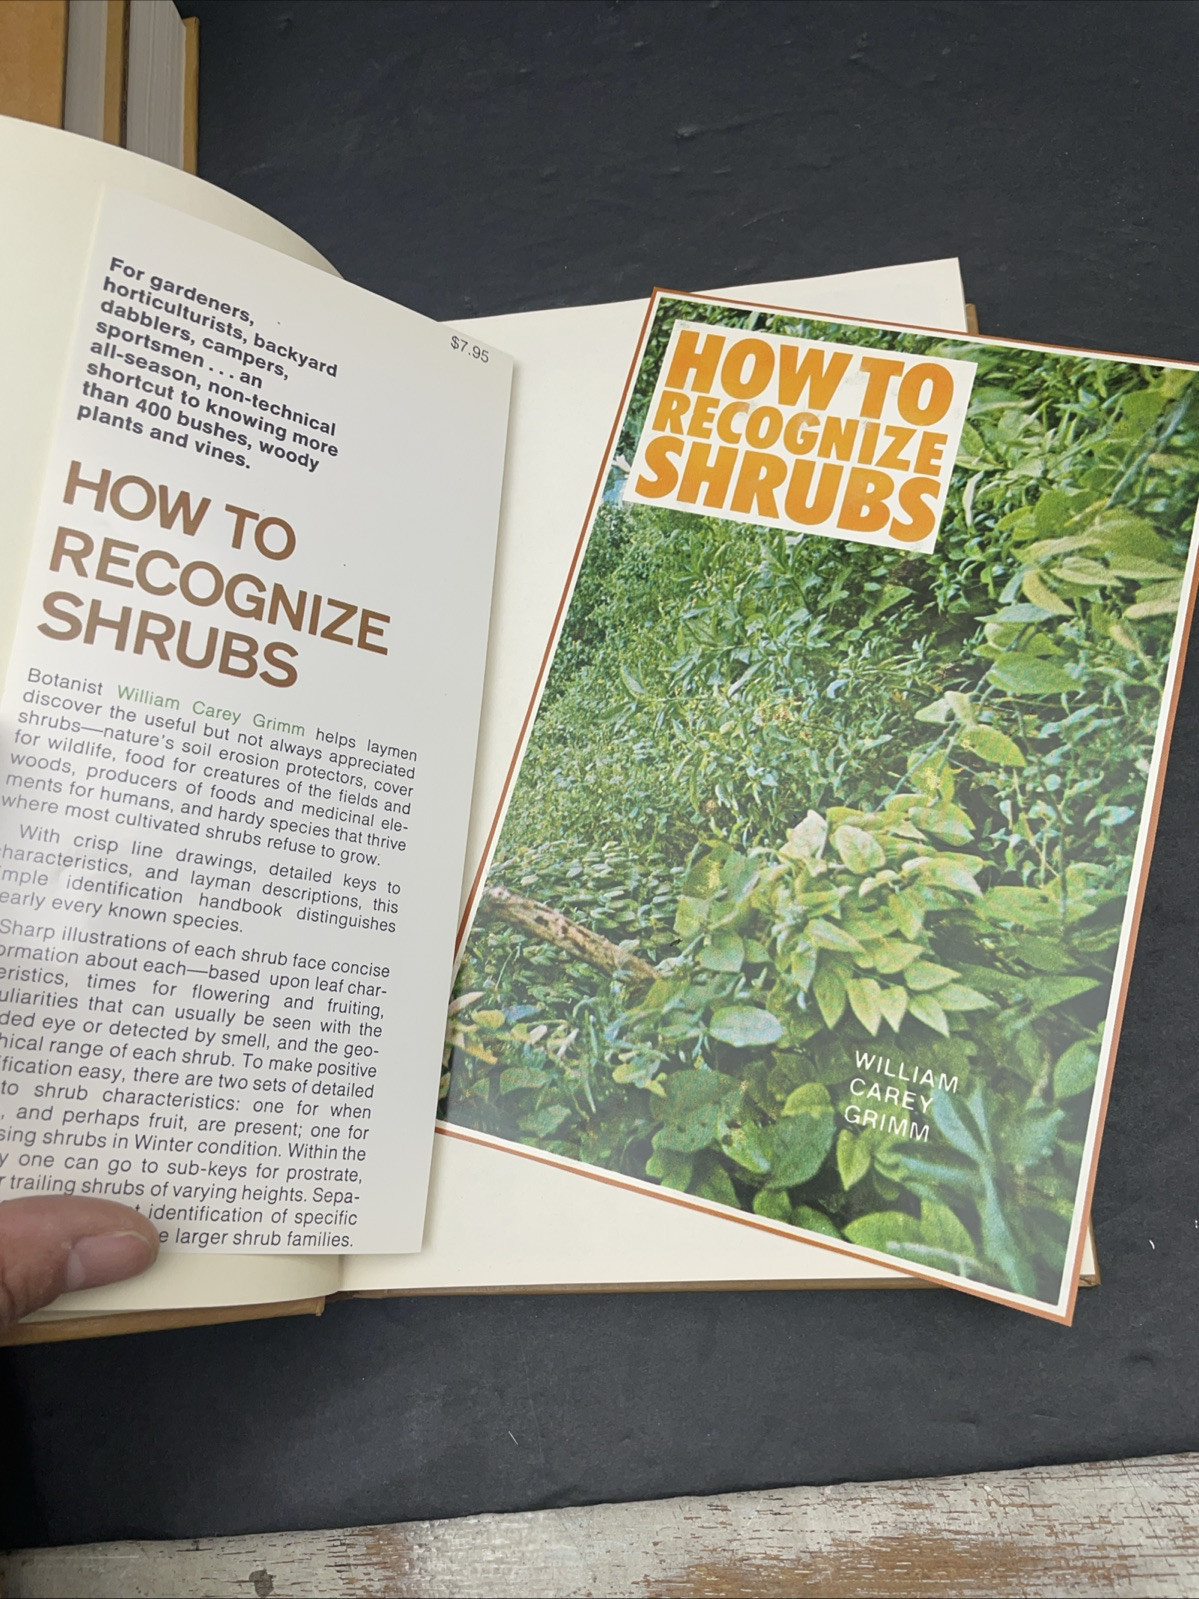 For gardeners,
horticulturists, backyard
dabblers, campers,
sportsmen . . . an
all-season, non-technical
shortcut to knowing more
than 400 bushes, woody
plants and vines.
$7.95
HOW TO
RECOGNIZE
SHRUBS
Botanist William Carey Grimm helps laymen
discover the useful but not always appreciated
shrubs—nature's soil erosion protectors, cover
for wildlife, food for creatures of the fields and
woods, producers of foods and medicinal ele-
ments for humans, and hardy species that thrive
where most cultivated shrubs refuse to grow.
With crisp line drawings, detailed keys to
characteristics, and layman descriptions, this
imple identification handbook distinguishes
early every known species.
Sharp illustrations of each shrub face concise
ormation about each—based upon leaf char-
eristics, times for flowering and fruiting,
uliarities that can usually be seen with the
ded eye or detected by smell, and the geo-
hical range of each shrub. To make positive
ification easy, there are two sets of detailed
to shrub characteristics: one for when
, and perhaps fruit, are present; one for
sing shrubs in Winter condition. Within the
y one can go to sub-keys for prostrate,
r trailing shrubs of varying heights. Sepa-
identification of specific
e larger shrub families.
HOW TO
RECOGNIZE
SHRUBS
WILLIAM
CAREY
GRIMM